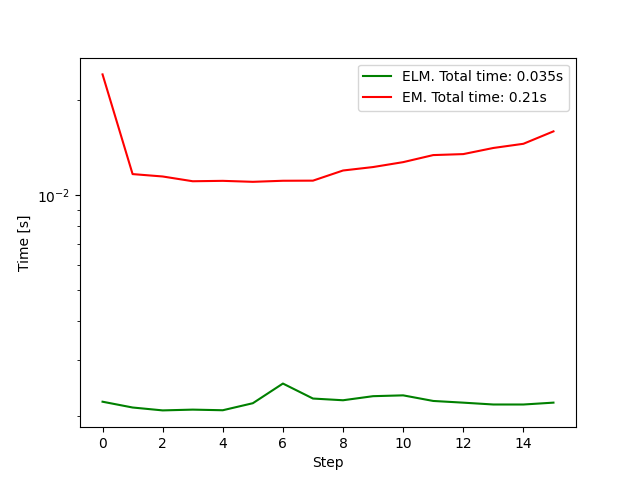 ELM. Total time: 0.035s
EM. Total time: 0.21s
10⁻²
Time [s]
0 2 4 6 8 10 12 14
Step